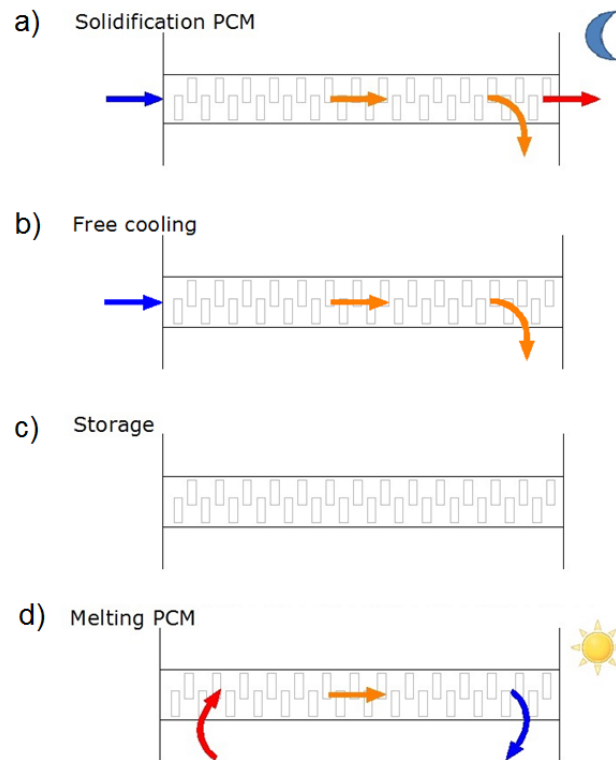 a) Solidification PCM
b) Free cooling
c) Storage
d) Melting PCM